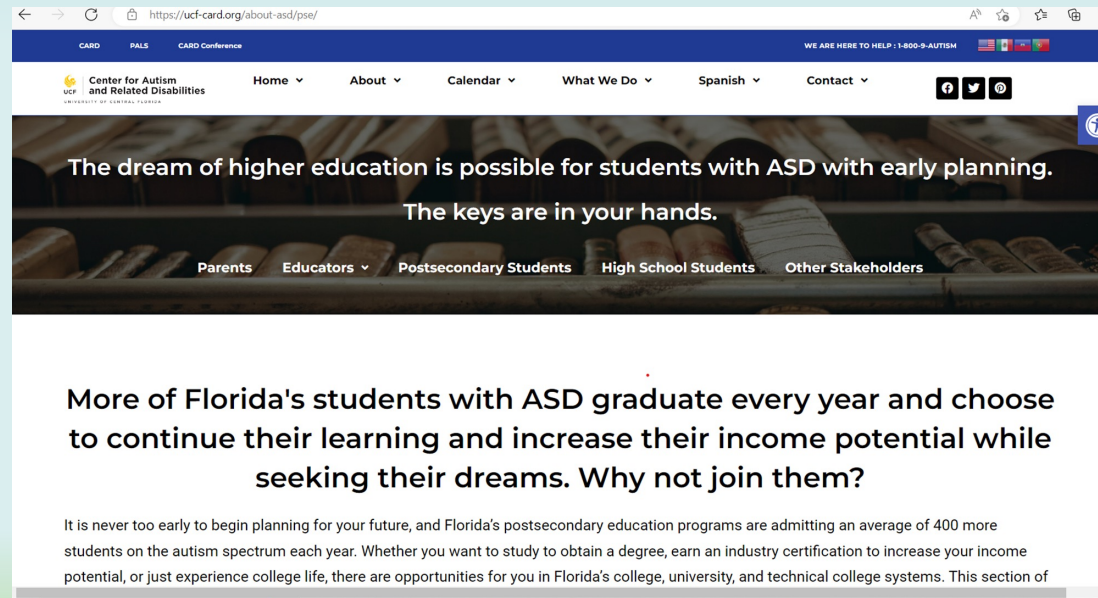 https://ucf-card.org/about-asd/pse/
CARD PALS CARD Conference WE ARE HERE TO HELP : 1-800-9-AUTISM
UCF Center for Autism and Related Disabilities
UNIVERSITY OF CENTRAL FLORIDA
Home About Calendar What We Do Spanish Contact
The dream of higher education is possible for students with ASD with early planning.
The keys are in your hands.
Parents Educators Postsecondary Students High School Students Other Stakeholders
More of Florida's students with ASD graduate every year and choose
to continue their learning and increase their income potential while
seeking their dreams. Why not join them?
It is never too early to begin planning for your future, and Florida’s postsecondary education programs are admitting an average of 400 more
students on the autism spectrum each year. Whether you want to study to obtain a degree, earn an industry certification to increase your income
potential, or just experience college life, there are opportunities for you in Florida’s college, university, and technical college systems. This section of